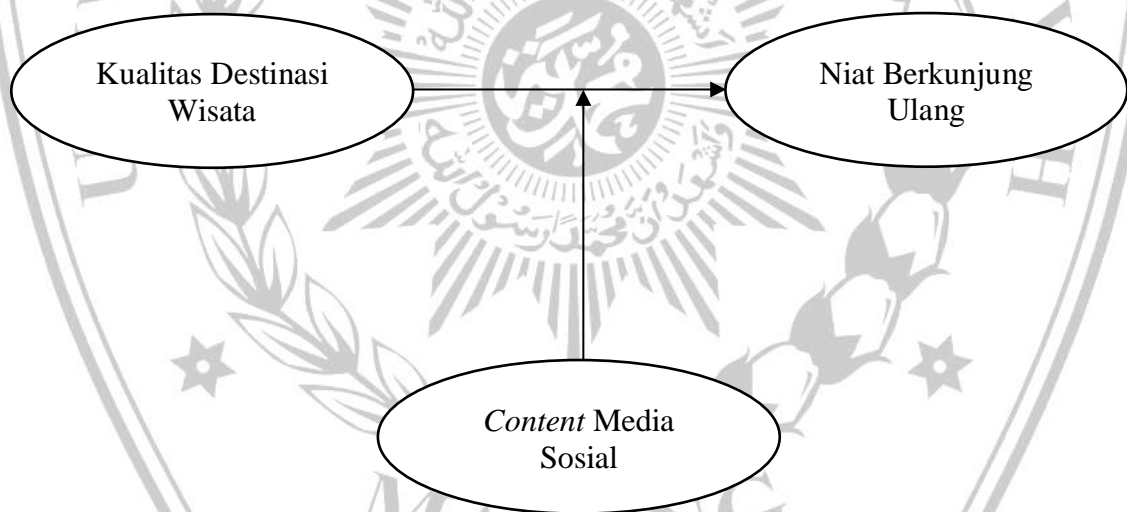 Kualitas Destinasi
Wisata
Niat Berkunjung
Ulang
Content Media
Sosial